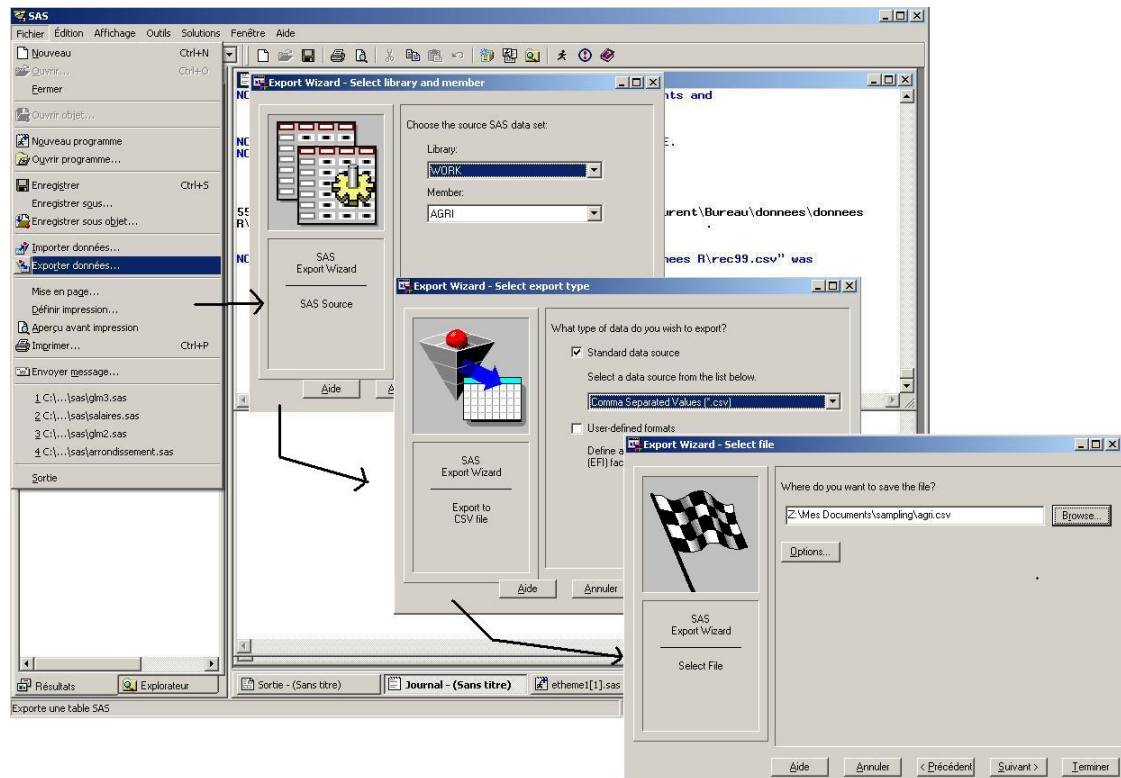 SAS
Fichier Édition Affichage Outils Solutions Fenêtre Aide
Nouveau Ctrl+N
Ouvrir... Ctrl+O
Fermer
Ouvrir objet...
Nouveau programme
Ouvrir programme...
Enregistrer Ctrl+S
Enregistrer sous...
Enregistrer sous objet...
Importer données...
Exporter données...
Mise en page...
Définir impression...
Aperçu avant impression
Imprimer... Ctrl+P
Envoyer message...
1 C:\...\sas\glm3.sas
2 C:\...\sas\salaires.sas
3 C:\...\sas\glm2.sas
4 C:\...\sas\arrondissement.sas
Sortie
Résultats
Explorateur
Exporte une table SAS
Export Wizard - Select library and member
Choose the source SAS data set:
Library:
WORK
Member:
AGRI
SAS
Export Wizard
SAS Source
Aide
nts and
E.
urent\Bureau\donnees\donnees
R\
nees R\rec99.csv" was
Export Wizard - Select export type
What type of data do you wish to export?
Standard data source
Select a data source from the list below.
Comma Separated Values (*.csv)
User-defined formats
Define a
(EFI) fac
SAS
Export Wizard
Export to
CSV file
Aide
Annuler
Export Wizard - Select file
Where do you want to save the file?
Z:\Mes Documents\sampling\agri.csv
Browse...
Options...
SAS
Export Wizard
Select File
Aide
Annuler
< Précédent
Suivant >
Terminer
Sortie - (Sans titre)
Journal - (Sans titre)
etheme1[1].sas